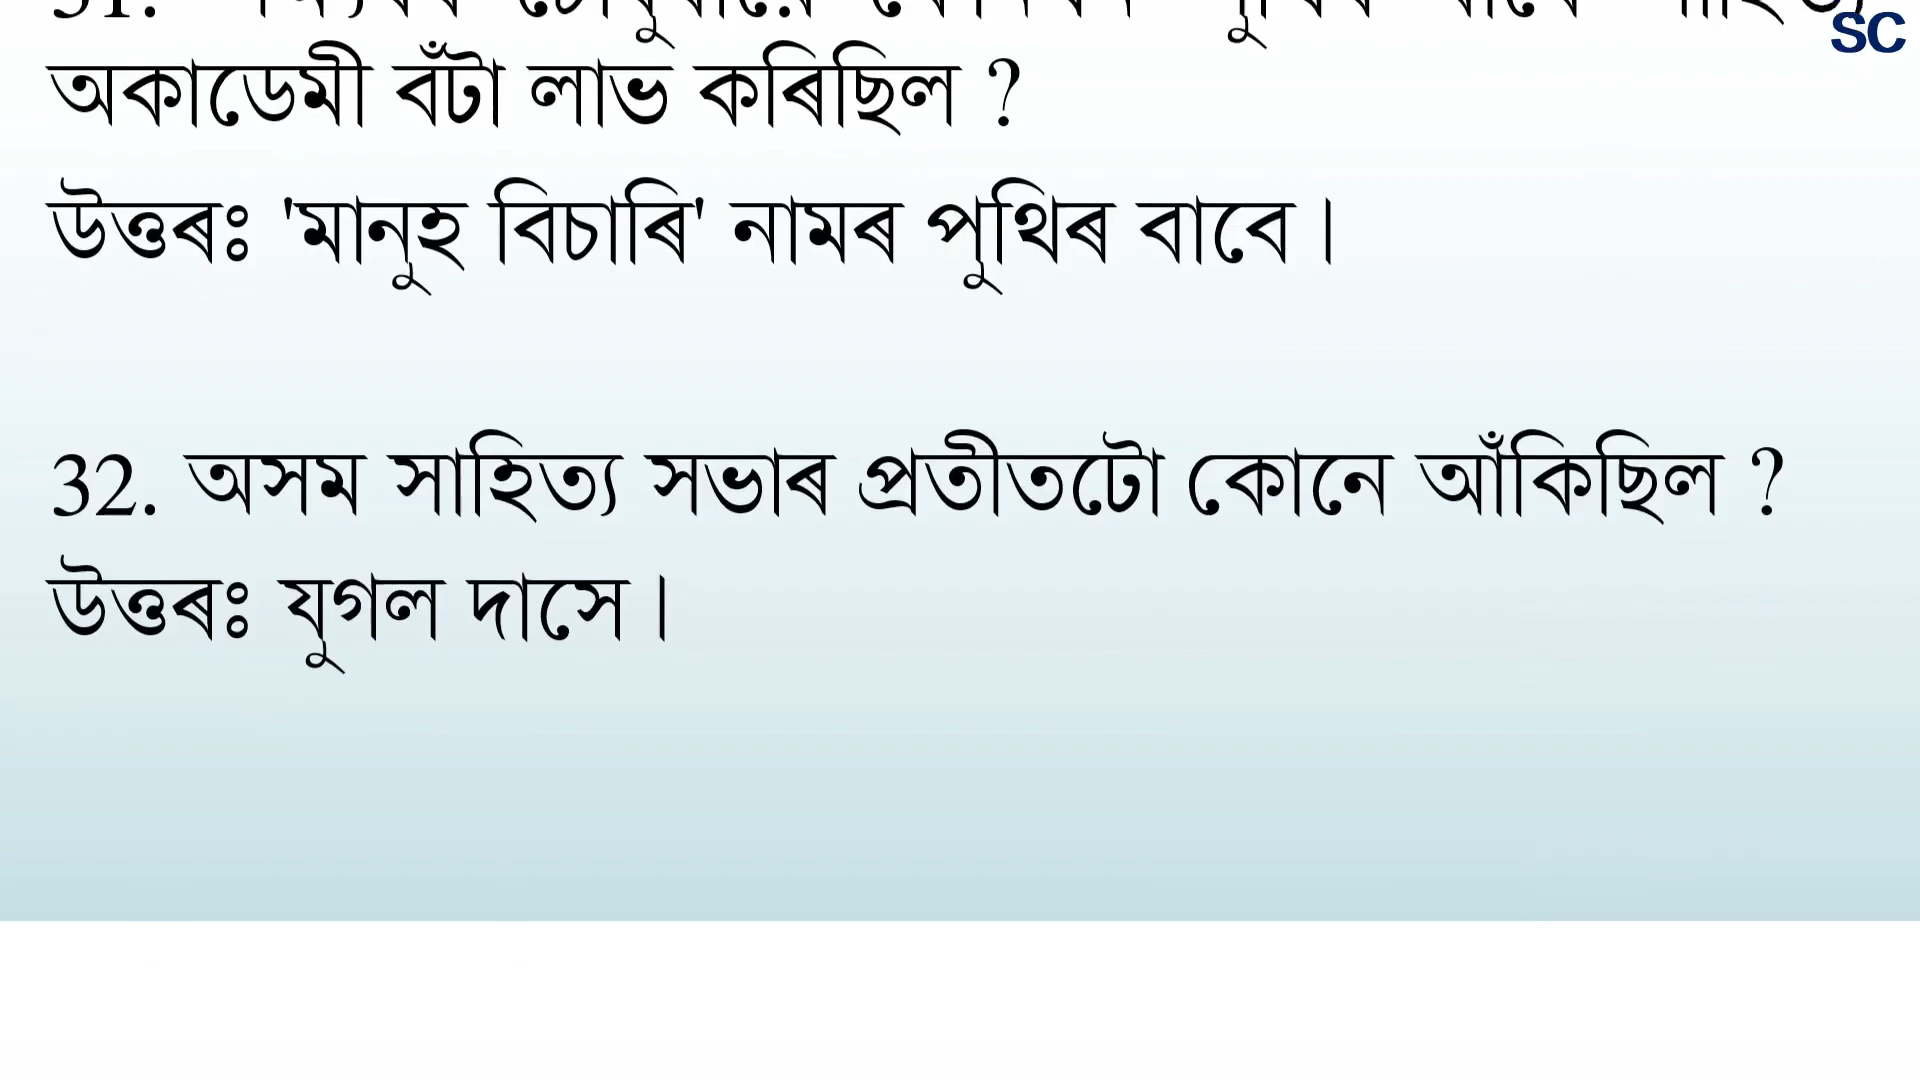 SC
অকাডেমী বঁটা লাভ কৰিছিল ?
উত্তৰঃ 'মানুহ বিচাৰি' নামৰ পুথিৰ বাবে।
32. অসম সাহিত্য সভাৰ প্ৰতীতটো কোনে আঁকিছিল ?
উত্তৰঃ যুগল দাসে।